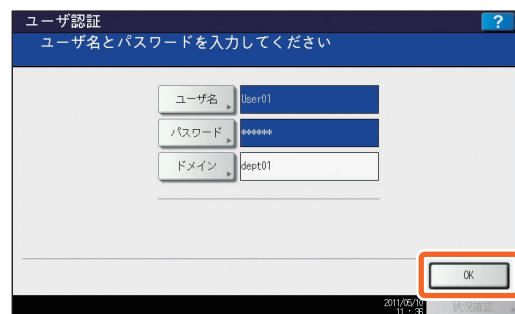 ユーザ認証
?
ユーザ名とパスワードを入力してください
ユーザ名 User01
パスワード ******
ドメイン dept01
OK
2011/05/10
11 : 36
状況確認